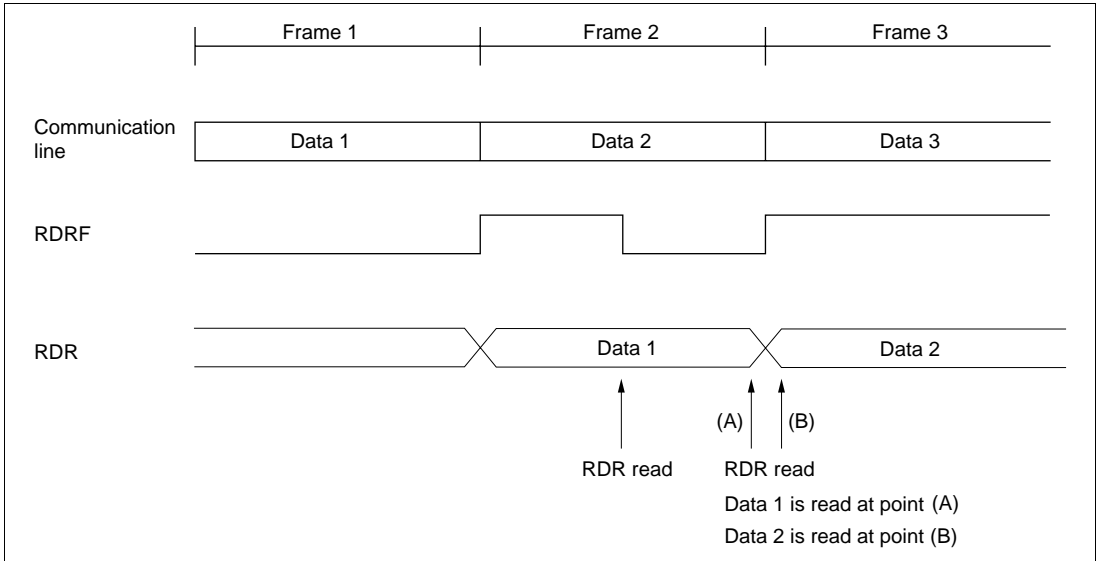 Frame 1 Frame 2 Frame 3
Communication
line
Data 1 Data 2 Data 3
RDRF
RDR
Data 1 Data 2
(A) (B)
RDR read RDR read
Data 1 is read at point (A)
Data 2 is read at point (B)